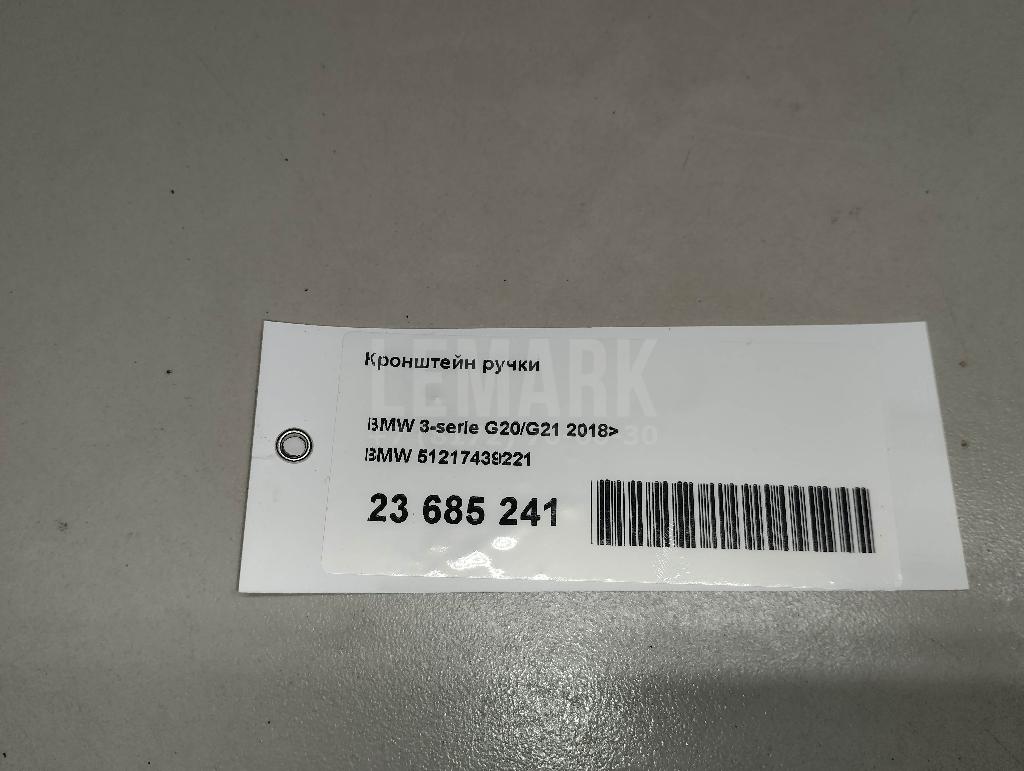 Кронштейн ручки
LEMARK
BMW 3-serie G20/G21 2018>
BMW 51217439221
23 685 241